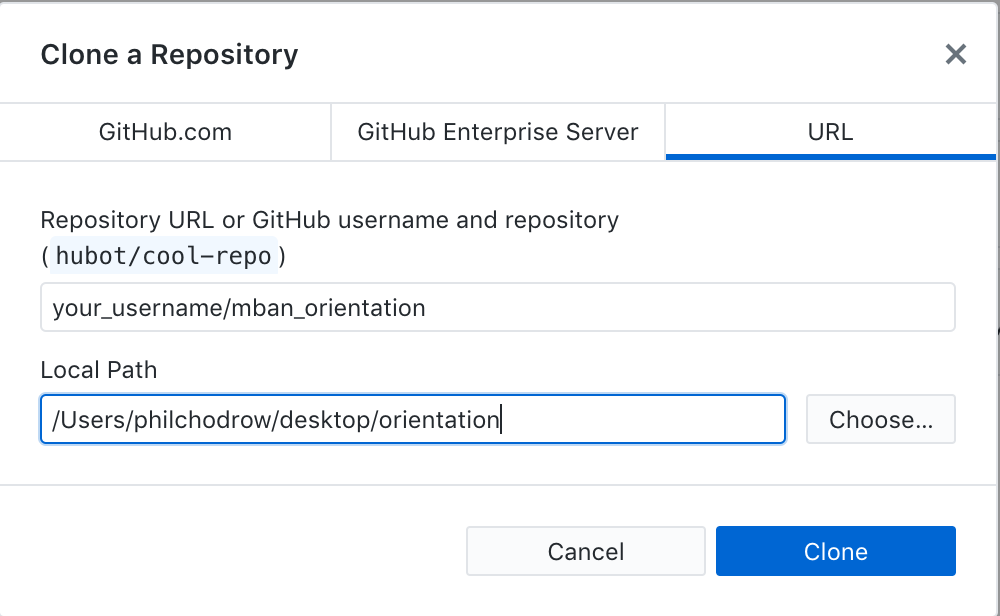 Clone a Repository
GitHub.com
GitHub Enterprise Server
URL
Repository URL or GitHub username and repository
(hubot/cool-repo)
your_username/mban_orientation
Local Path
/Users/philchodrow/desktop/orientation
Choose...
Cancel
Clone